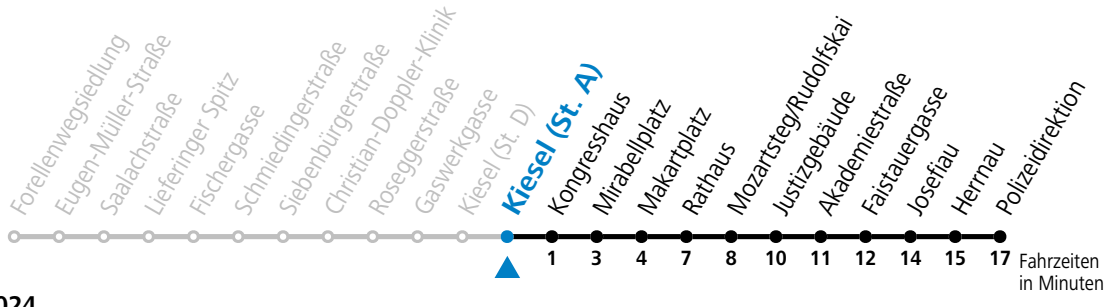 Forellenwegsiedlung
Eugen-Müller-Straße
Saalachstraße
Lieferinger Spitz
Fischergasse
Schmiedingerstraße
Siebenbürgerstraße
Christian-Doppler-Klinik
Roseggerstraße
Gaswerkgasse
Kiesel (St. D)
Kiesel (St. A)
Kongresshaus
Mirabellplatz
Makartplatz
Rathaus
Mozartsteg/Rudolfskai
Justizgebäude
Akademiestraße
Faistauergasse
Josefiau
Herrnau
Polizeidirektion
1 3 4 7 8 10 11 12 14 15 17 Fahrzeiten
in Minuten